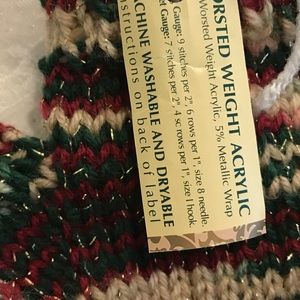 ORSTED WEIGHT ACRYLIC
Worsted Weight Acrylic, 5% Metallic Wrap
Gauge: 9 stitches per 2", 6 rows per 1", size 8 needle.
et Gauge: 7 stitches per 2", 4 sc rows per 1", size I hook.
ACHINE WASHABLE AND DRYABLE
nstructions on back of label